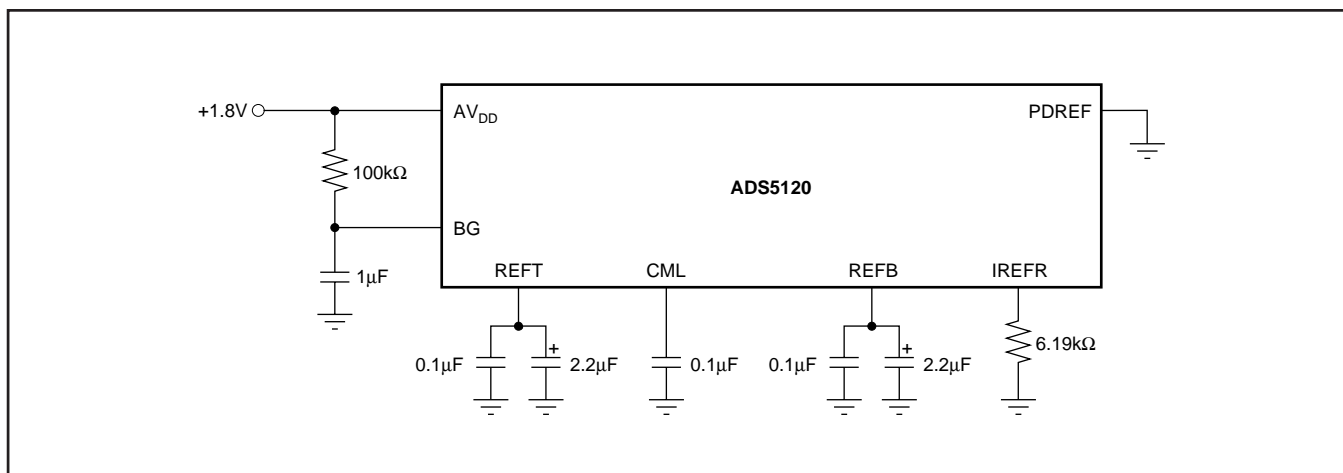 +1.8V
AVDD
PDREF
100kΩ
ADS5120
BG
1µF
REFT
CML
REFB
IREFR
0.1µF
+
2.2µF
0.1µF
0.1µF
+
2.2µF
6.19kΩ